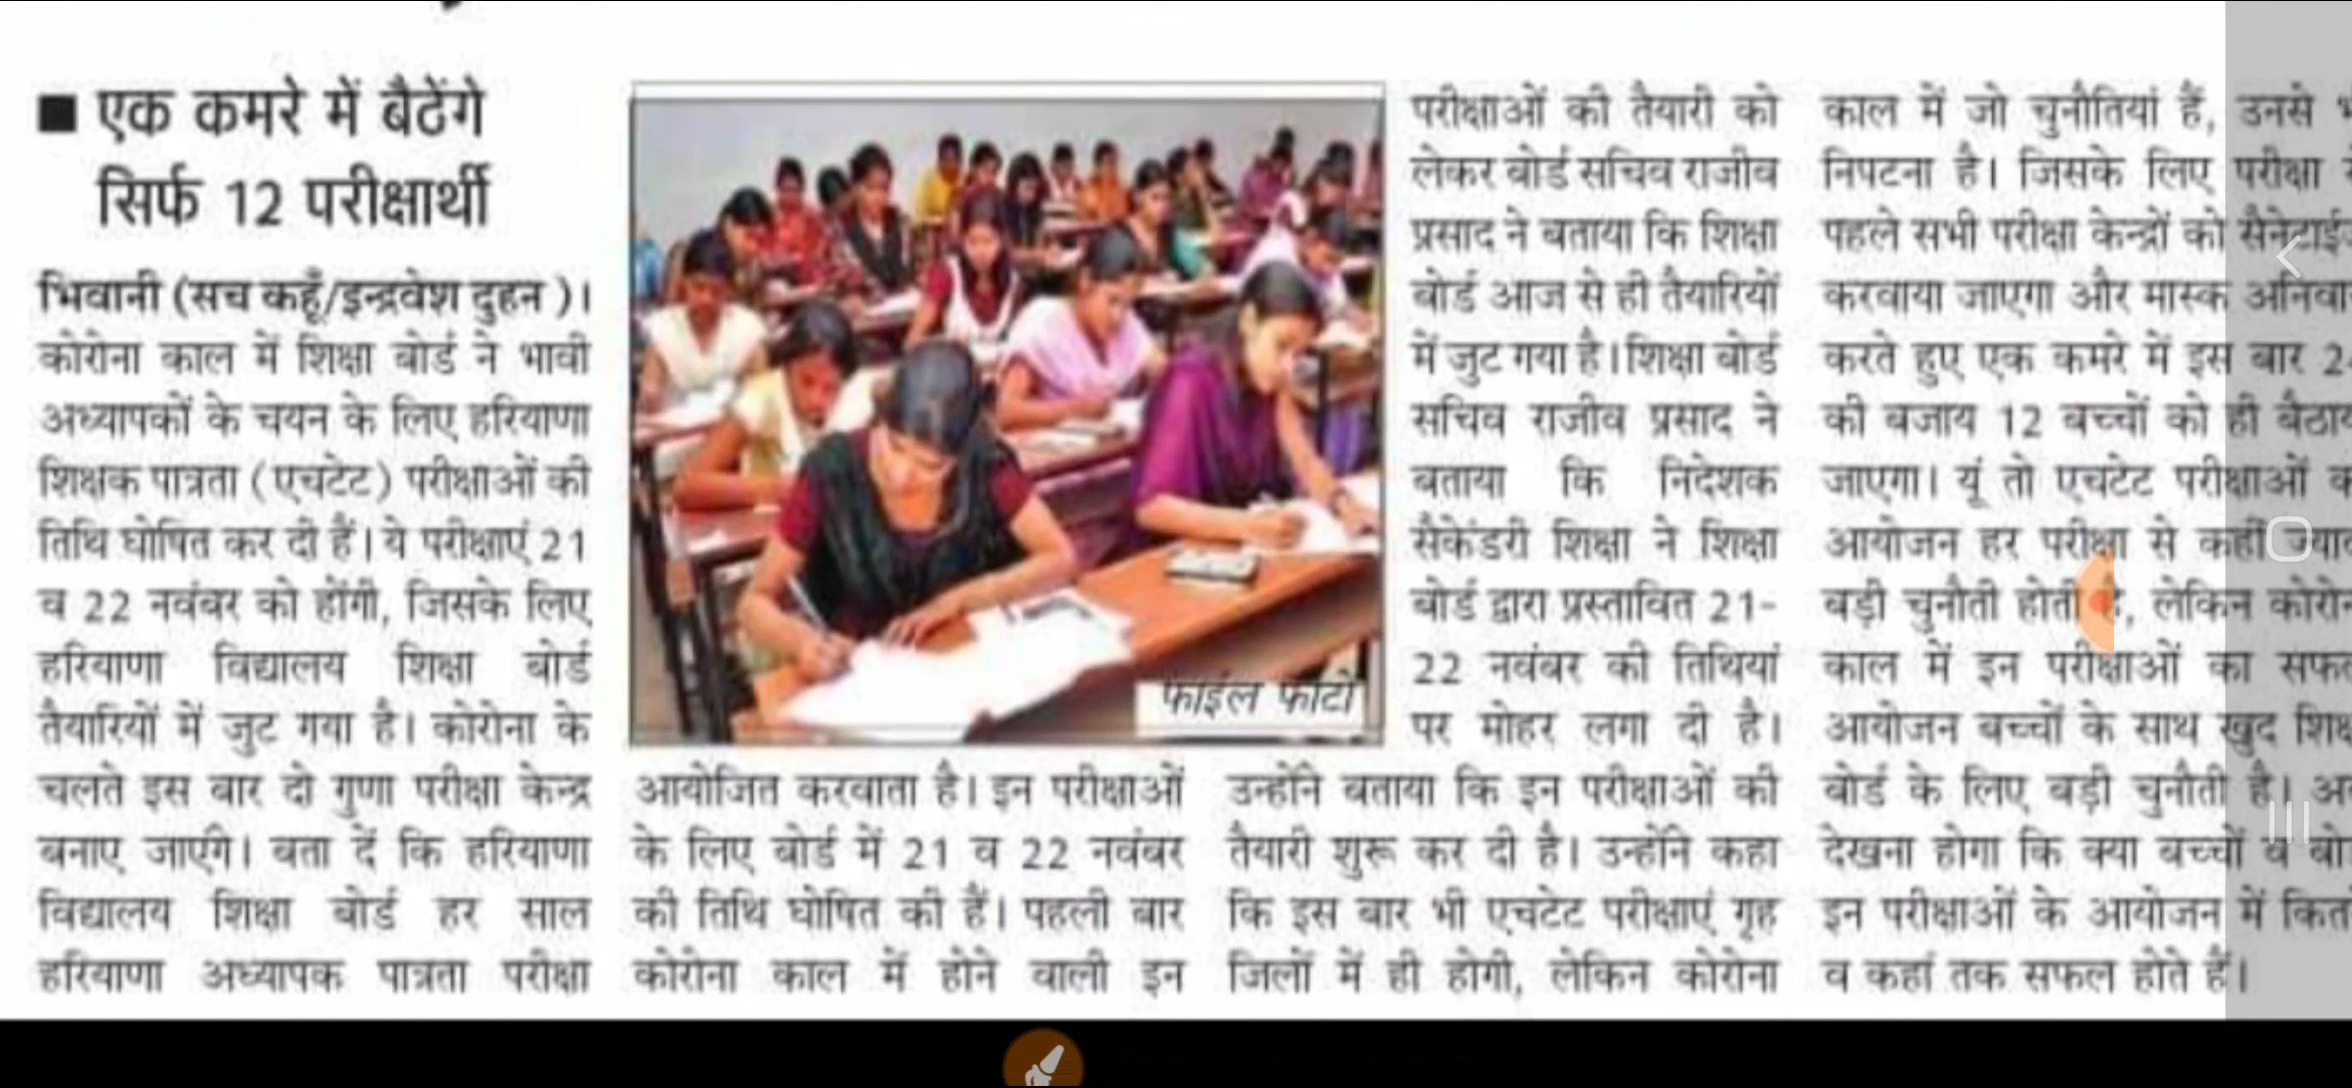 ■ एक कमरे में बैठेंगे
सिर्फ 12 परीक्षार्थी
भिवानी (सच कहूँ/इन्द्रवेश दुहन)।
कोरोना काल में शिक्षा बोर्ड ने भावी
अध्यापकों के चयन के लिए हरियाणा
शिक्षक पात्रता (एचटेट) परीक्षाओं की
तिथि घोषित कर दी हैं। ये परीक्षाएं 21
व 22 नवंबर को होंगी, जिसके लिए
हरियाणा विद्यालय शिक्षा बोर्ड
तैयारियों में जुट गया है। कोरोना के
चलते इस बार दो गुणा परीक्षा केन्द्र
बनाए जाएंगे। बता दें कि हरियाणा
विद्यालय शिक्षा बोर्ड हर साल
हरियाणा अध्यापक पात्रता परीक्षा
फाईल फोटो
आयोजित करवाता है। इन परीक्षाओं
के लिए बोर्ड में 21 व 22 नवंबर
की तिथि घोषित की हैं। पहली बार
कोरोना काल में होने वाली इन
परीक्षाओं की तैयारी को
लेकर बोर्ड सचिव राजीव
प्रसाद ने बताया कि शिक्षा
बोर्ड आज से ही तैयारियों
में जुट गया है। शिक्षा बोर्ड
सचिव राजीव प्रसाद ने
बताया कि निदेशक
सैकेंडरी शिक्षा ने शिक्षा
बोर्ड द्वारा प्रस्तावित 21-
22 नवंबर की तिथियां
पर मोहर लगा दी है।
उन्होंने बताया कि इन परीक्षाओं की
तैयारी शुरू कर दी है। उन्होंने कहा
कि इस बार भी एचटेट परीक्षाएं गृह
जिलों में ही होगी, लेकिन कोरोना
काल में जो चुनौतियां हैं, उनसे
निपटना है। जिसके लिए परीक्षा
पहले सभी परीक्षा केन्द्रों को
करवाया जाएगा और मास्क
करते हुए एक कमरे में इस बार
की बजाय 12 बच्चों को ही
जाएगा। यूं तो एचटेट परीक्षाओं
आयोजन हर परीक्षा से कहीं
बड़ी चुनौती होती है, लेकिन
काल में इन परीक्षाओं का
आयोजन बच्चों के साथ खुद
बोर्ड के लिए बड़ी चुनौती है।
देखना होगा कि क्या बच्चों व
इन परीक्षाओं के आयोजन में
व कहां तक सफल होते हैं।